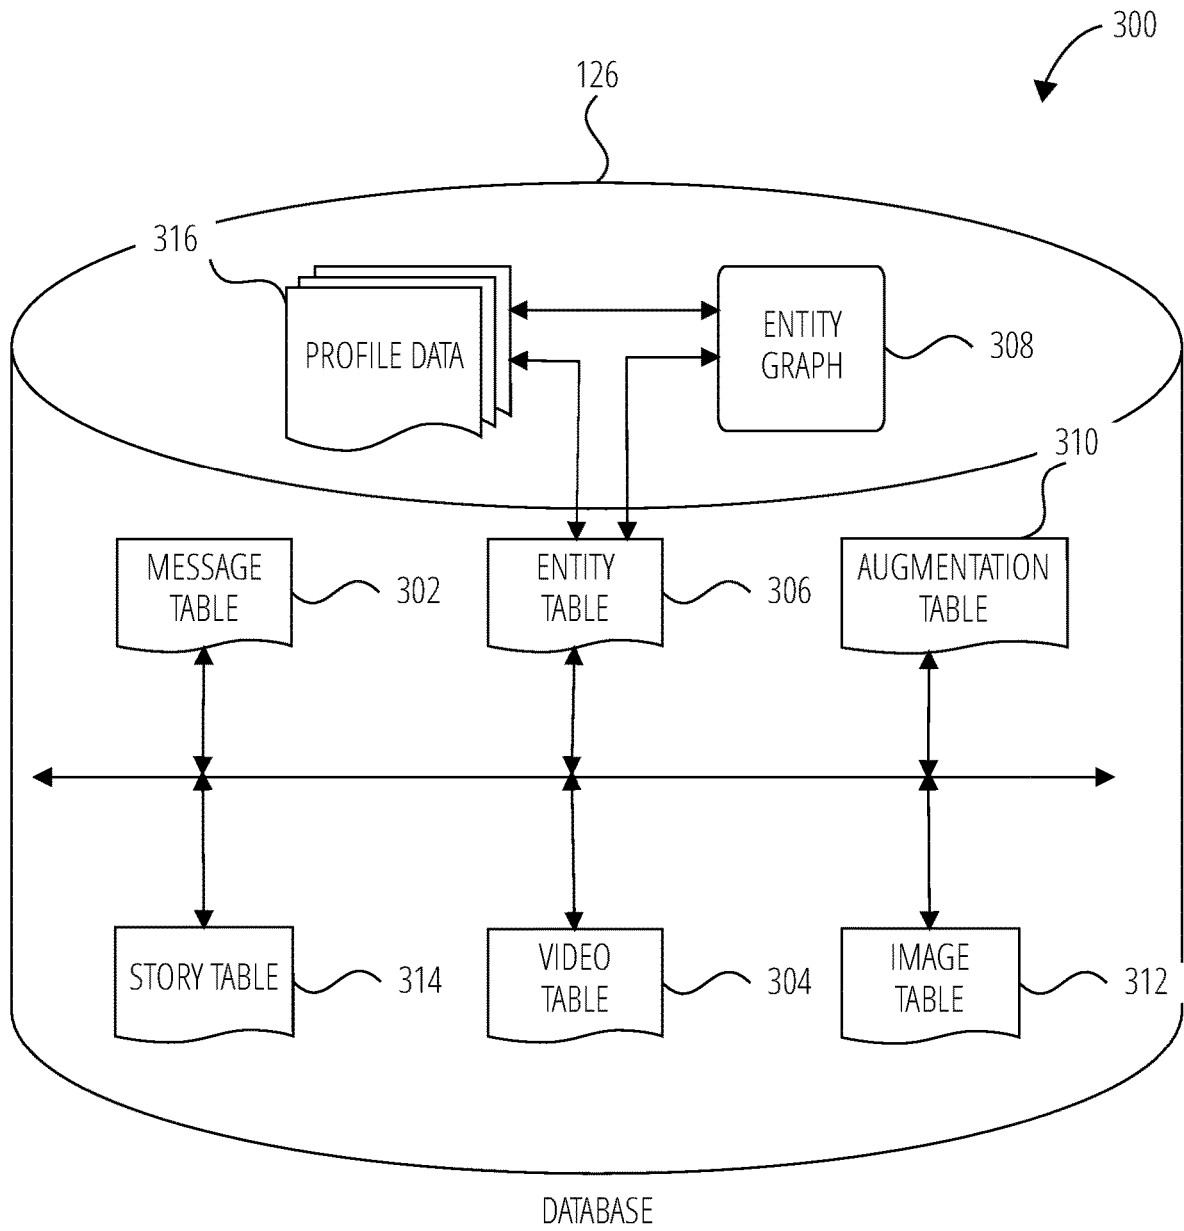 300
126
316
PROFILE DATA
ENTITY
GRAPH
308
310
MESSAGE
TABLE
302
ENTITY
TABLE
306
AUGMENTATION
TABLE
STORY TABLE
314
VIDEO
TABLE
304
IMAGE
TABLE
312
DATABASE